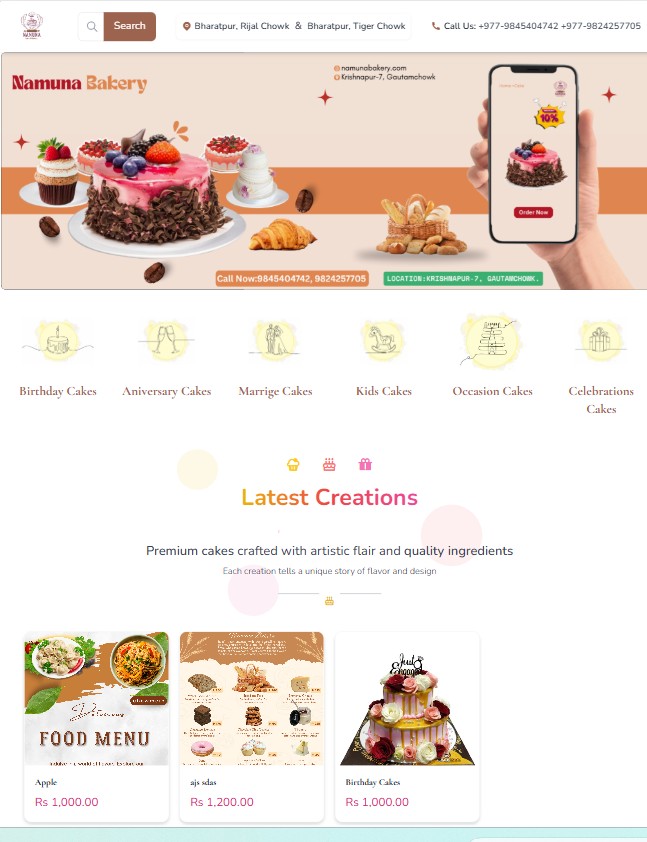 NAMUNA
Search
Bharatpur, Rijal Chowk & Bharatpur, Tiger Chowk
Call Us: +977-9845404742 +977-9824257705
Namuna Bakery
namunabakery.com
Krishnapur-7, Gautamchowk
10%
Order Now
Call Now:9845404742, 9824257705
LOCATION:KRISHNAPUR-7, GAUTAMCHOWK.
Birthday Cakes
Aniversary Cakes
Marrige Cakes
Kids Cakes
Occasion Cakes
Celebrations
Cakes
Latest Creations
Premium cakes crafted with artistic flair and quality ingredients
Each creation tells a unique story of flavor and design
Delicious
FOOD MENU
Just
Engaged
Apple
Rs 1,000.00
ajs sdas
Rs 1,200.00
Birthday Cakes
Rs 1,000.00